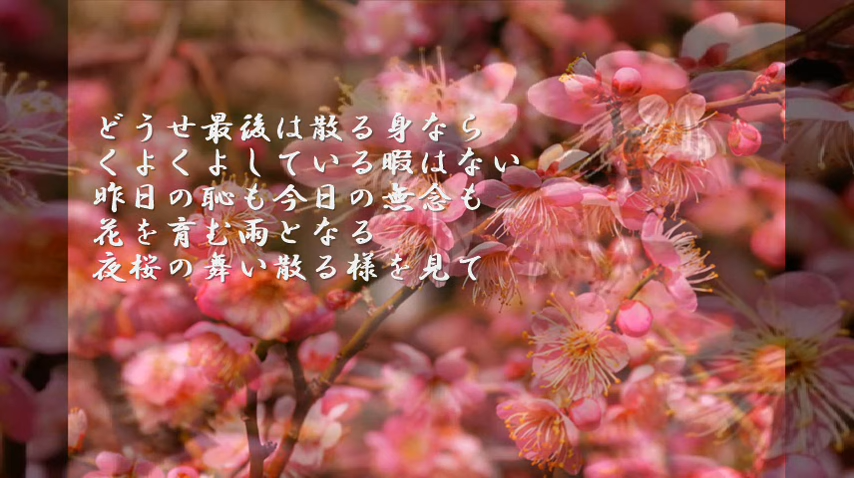 どうせ最後は散る身なら
くよくよしている暇はない
昨日の恥も今日の無念も
花を育む雨となる
夜桜の舞い散る様を見て